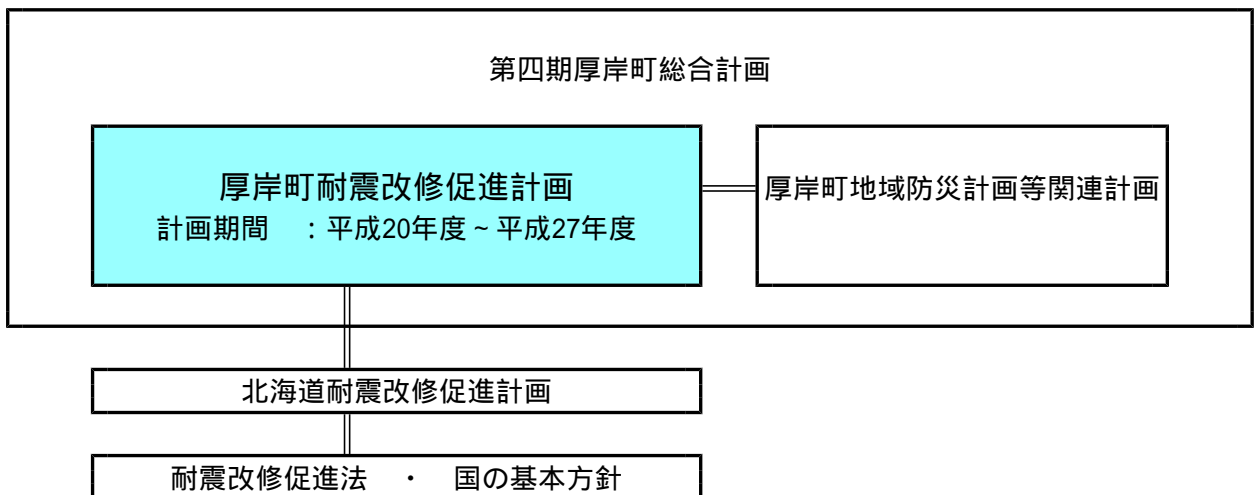 第四期厚岸町総合計画
厚岸町耐震改修促進計画
計画期間　：平成20年度～平成27年度
厚岸町地域防災計画等関連計画
北海道耐震改修促進計画
耐震改修促進法　・　国の基本方針